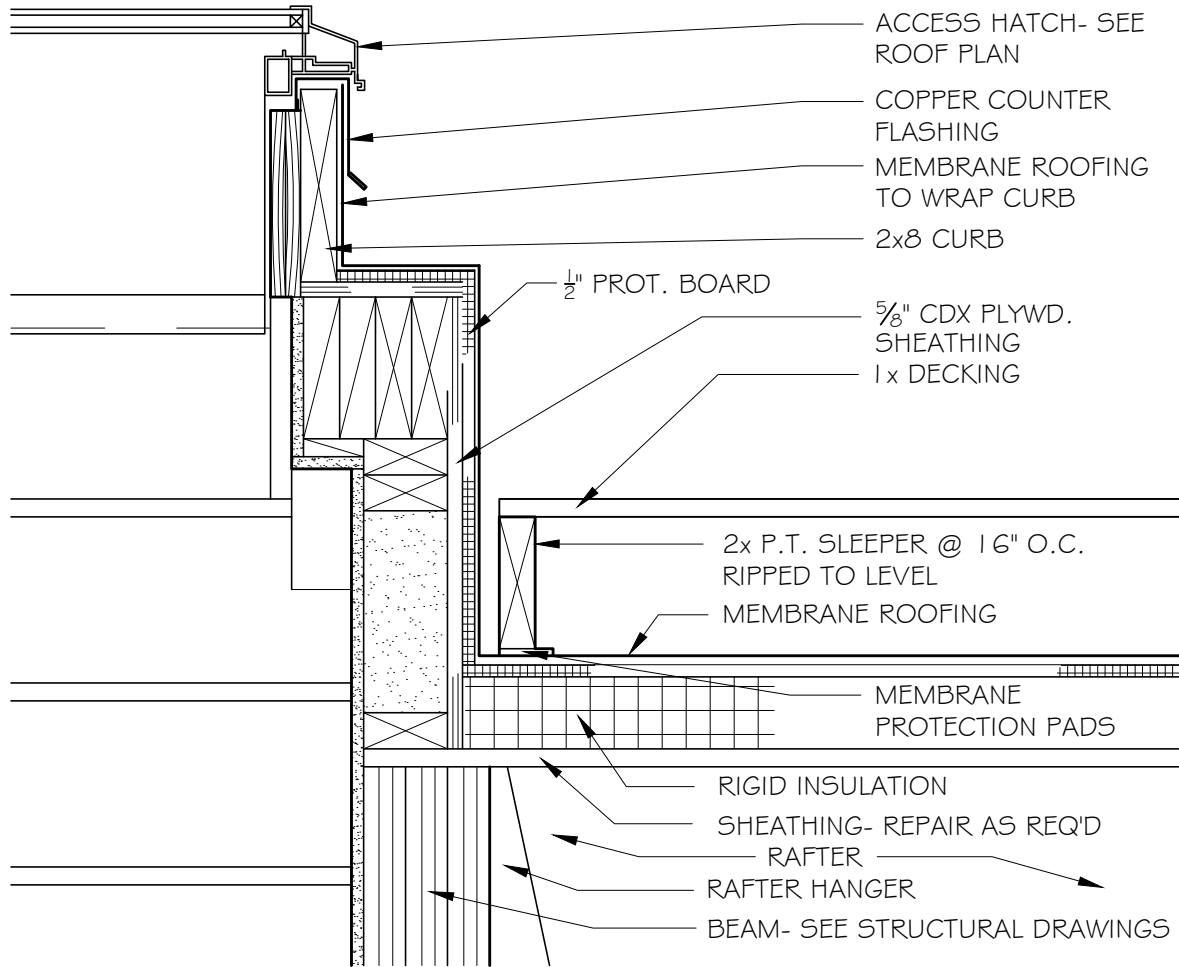 ACCESS HATCH- SEE
ROOF PLAN
COPPER COUNTER
FLASHING
MEMBRANE ROOFING
TO WRAP CURB
2x8 CURB
½" PROT. BOARD
⅝" CDX PLYWD.
SHEATHING
1x DECKING
2x P.T. SLEEPER @ 16" O.C.
RIPPED TO LEVEL
MEMBRANE ROOFING
MEMBRANE
PROTECTION PADS
RIGID INSULATION
SHEATHING- REPAIR AS REQ'D
RAFTER
RAFTER HANGER
BEAM- SEE STRUCTURAL DRAWINGS